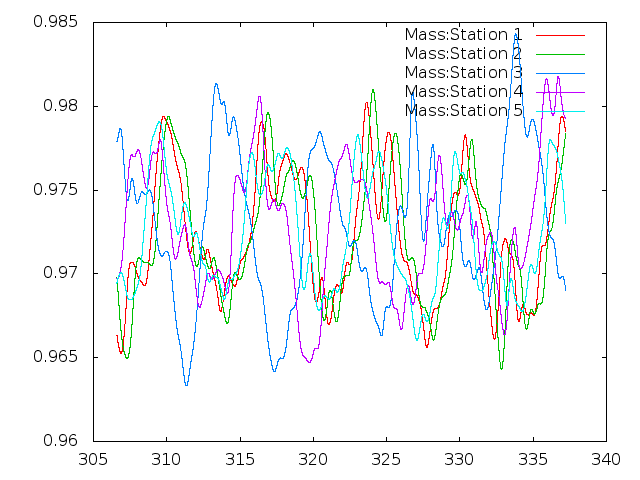 0.985
0.98
0.975
0.97
0.965
0.96
305 310 315 320 325 330 335 340
Mass:Station 1
Mass:Station 2
Mass:Station 3
Mass:Station 4
Mass:Station 5